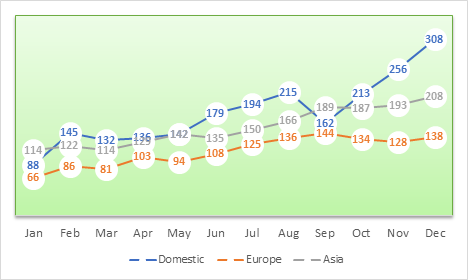 88 145 132 136 142 179 194 215 162 213 256 308
114 122 114 135 150 166 189 187 193 208
66 86 81 103 94 108 125 136 144 134 128 138
Jan Feb Mar Apr May Jun Jul Aug Sep Oct Nov Dec
Domestic Europe Asia